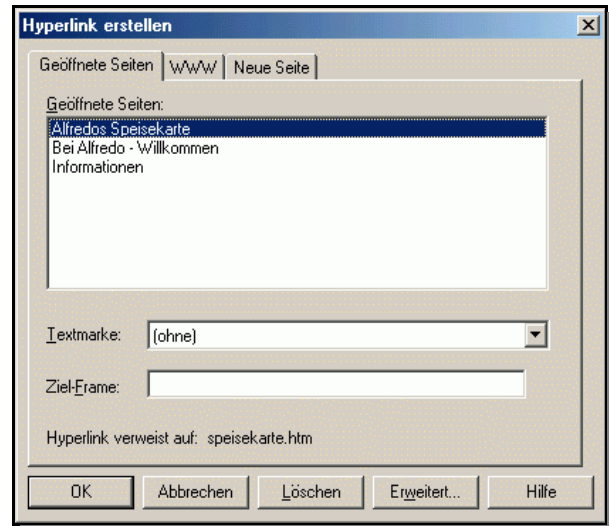 Hyperlink erstellen
Geöffnete Seiten WWW Neue Seite
Geöffnete Seiten:
Alfredos Speisekarte
Bei Alfredo - Willkommen
Informationen
Textmarke: (ohne)
Ziel-Frame:
Hyperlink verweist auf: speisekarte.htm
OK Abbrechen Löschen Erweitert... Hilfe